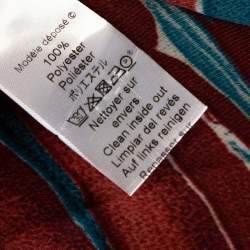 Modèle déposé ©
100%
Polyester
Poliéster
ポリエステル
Nettoyer sur
envers
Clean inside out
Limpiar del revés
Auf links reinigen